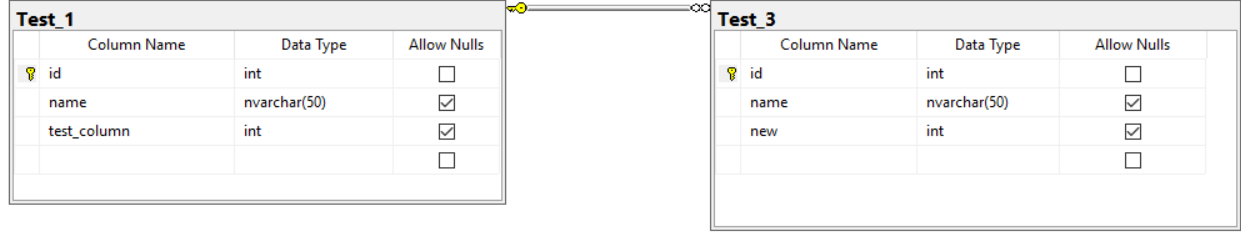 Test_1
Column Name Data Type Allow Nulls
id int
name nvarchar(50)
test_column int
Test_3
Column Name Data Type Allow Nulls
id int
name nvarchar(50)
new int